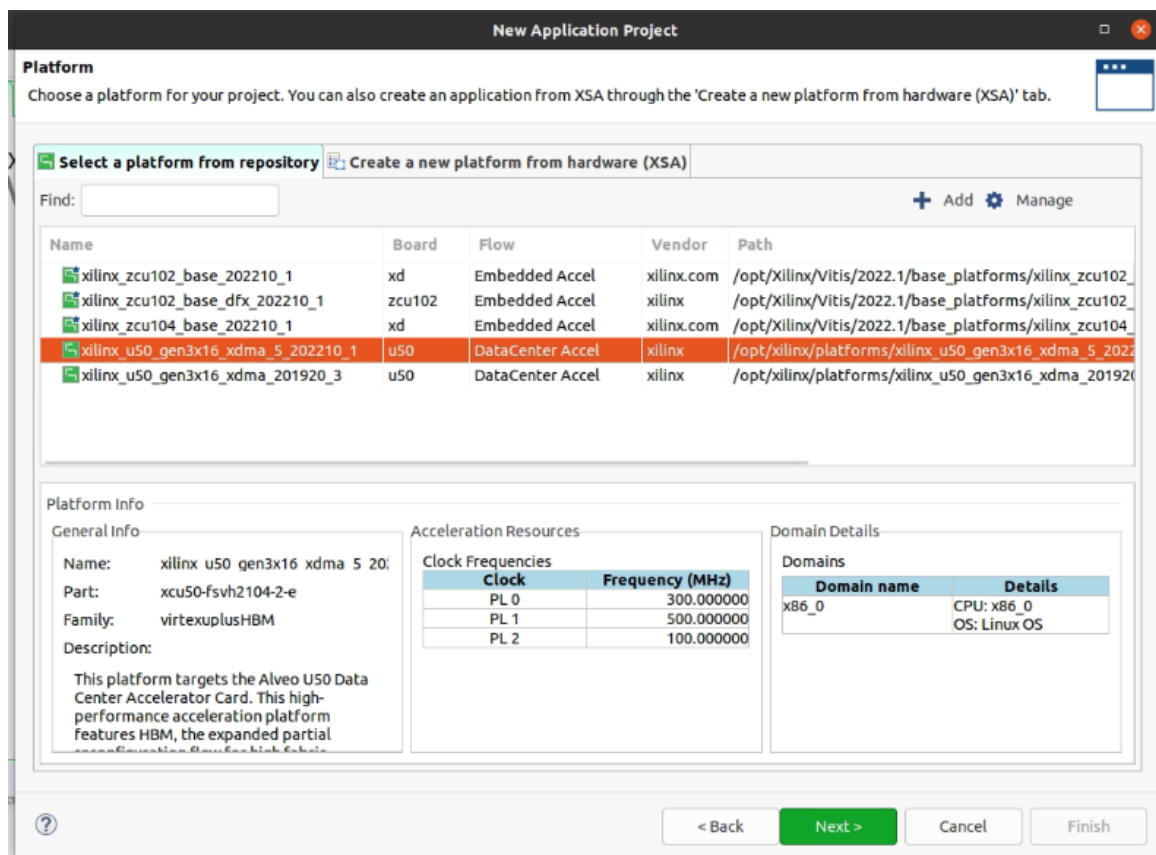 New Application Project
Platform
Choose a platform for your project. You can also create an application from XSA through the 'Create a new platform from hardware (XSA)' tab.
Select a platform from repository Create a new platform from hardware (XSA)
Find: Add Manage
Name Board Flow Vendor Path
xilinx_zcu102_base_202210_1 xd Embedded Accel xilinx.com /opt/Xilinx/Vitis/2022.1/base_platforms/xilinx_zcu102_
xilinx_zcu102_base_dfx_202210_1 zcu102 Embedded Accel xilinx /opt/Xilinx/Vitis/2022.1/base_platforms/xilinx_zcu102_
xilinx_zcu104_base_202210_1 xd Embedded Accel xilinx.com /opt/Xilinx/Vitis/2022.1/base_platforms/xilinx_zcu104_
xilinx_u50_gen3x16_xdma_5_202210_1 u50 DataCenter Accel xilinx /opt/xilinx/platforms/xilinx_u50_gen3x16_xdma_5_2022
xilinx_u50_gen3x16_xdma_201920_3 u50 DataCenter Accel xilinx /opt/xilinx/platforms/xilinx_u50_gen3x16_xdma_20192
Platform Info
General Info
Name: xilinx_u50_gen3x16_xdma_5_20
Part: xcu50-fsvh2104-2-e
Family: virtexuplusHBM
Description:
This platform targets the Alveo U50 Data
Center Accelerator Card. This high-
performance acceleration platform
features HBM, the expanded partial
Acceleration Resources
Clock Frequencies
Clock Frequency (MHz)
PL 0 300.000000
PL 1 500.000000
PL 2 100.000000
Domain Details
Domains
Domain name Details
x86_0 CPU: x86_0
OS: Linux OS
? < Back Next > Cancel Finish